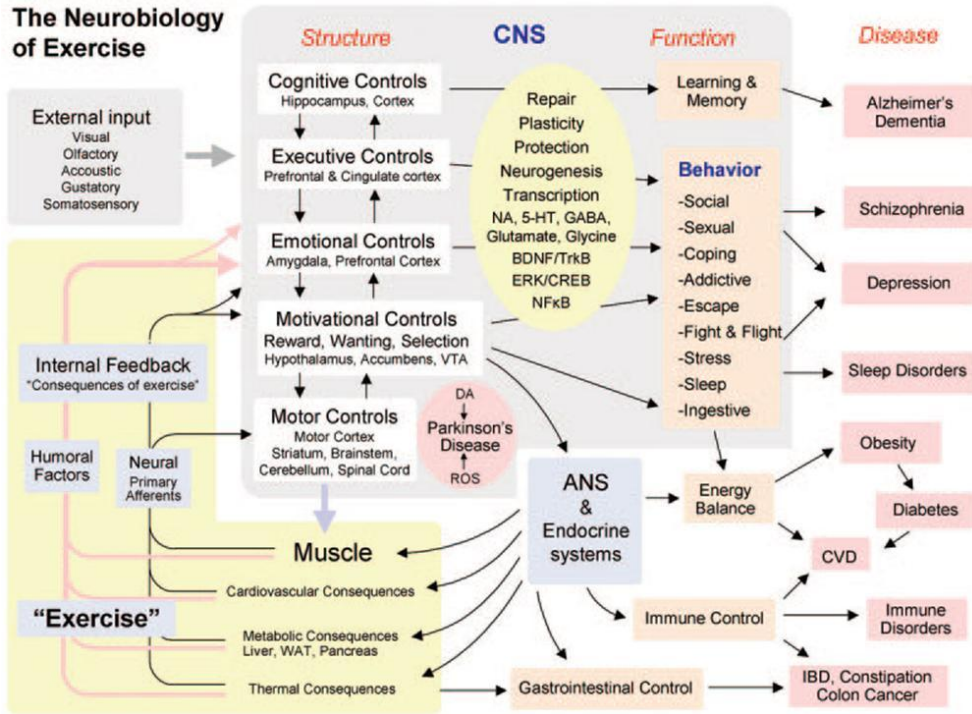 The Neurobiology
of Exercise
Structure
CNS
Function
Disease
External input
Visual
Olfactory
Accoustic
Gustatory
Somatosensory
Cognitive Controls
Hippocampus, Cortex
Executive Controls
Prefrontal & Cingulate cortex
Emotional Controls
Amygdala, Prefrontal Cortex
Motivational Controls
Reward, Wanting, Selection
Hypothalamus, Accumbens, VTA
Motor Controls
Motor Cortex
Striatum, Brainstem,
Cerebellum, Spinal Cord
DA
Parkinson's
Disease
ROS
Repair
Plasticity
Protection
Neurogenesis
Transcription
NA, 5-HT, GABA,
Glutamate, Glycine
BDNF/TrkB
ERK/CREB
NFκB
Learning &
Memory
Behavior
-Social
-Sexual
-Coping
-Addictive
-Escape
-Fight & Flight
-Stress
-Sleep
-Ingestive
Alzheimer's
Dementia
Schizophrenia
Depression
Sleep Disorders
Obesity
Diabetes
CVD
Immune
Disorders
IBD, Constipation
Colon Cancer
Internal Feedback
"Consequences of exercise"
Humoral
Factors
Neural
Primary
Afferents
"Exercise"
Muscle
Cardiovascular Consequences
Metabolic Consequences
Liver, WAT, Pancreas
Thermal Consequences
ANS
&
Endocrine
systems
Energy
Balance
Immune Control
Gastrointestinal Control